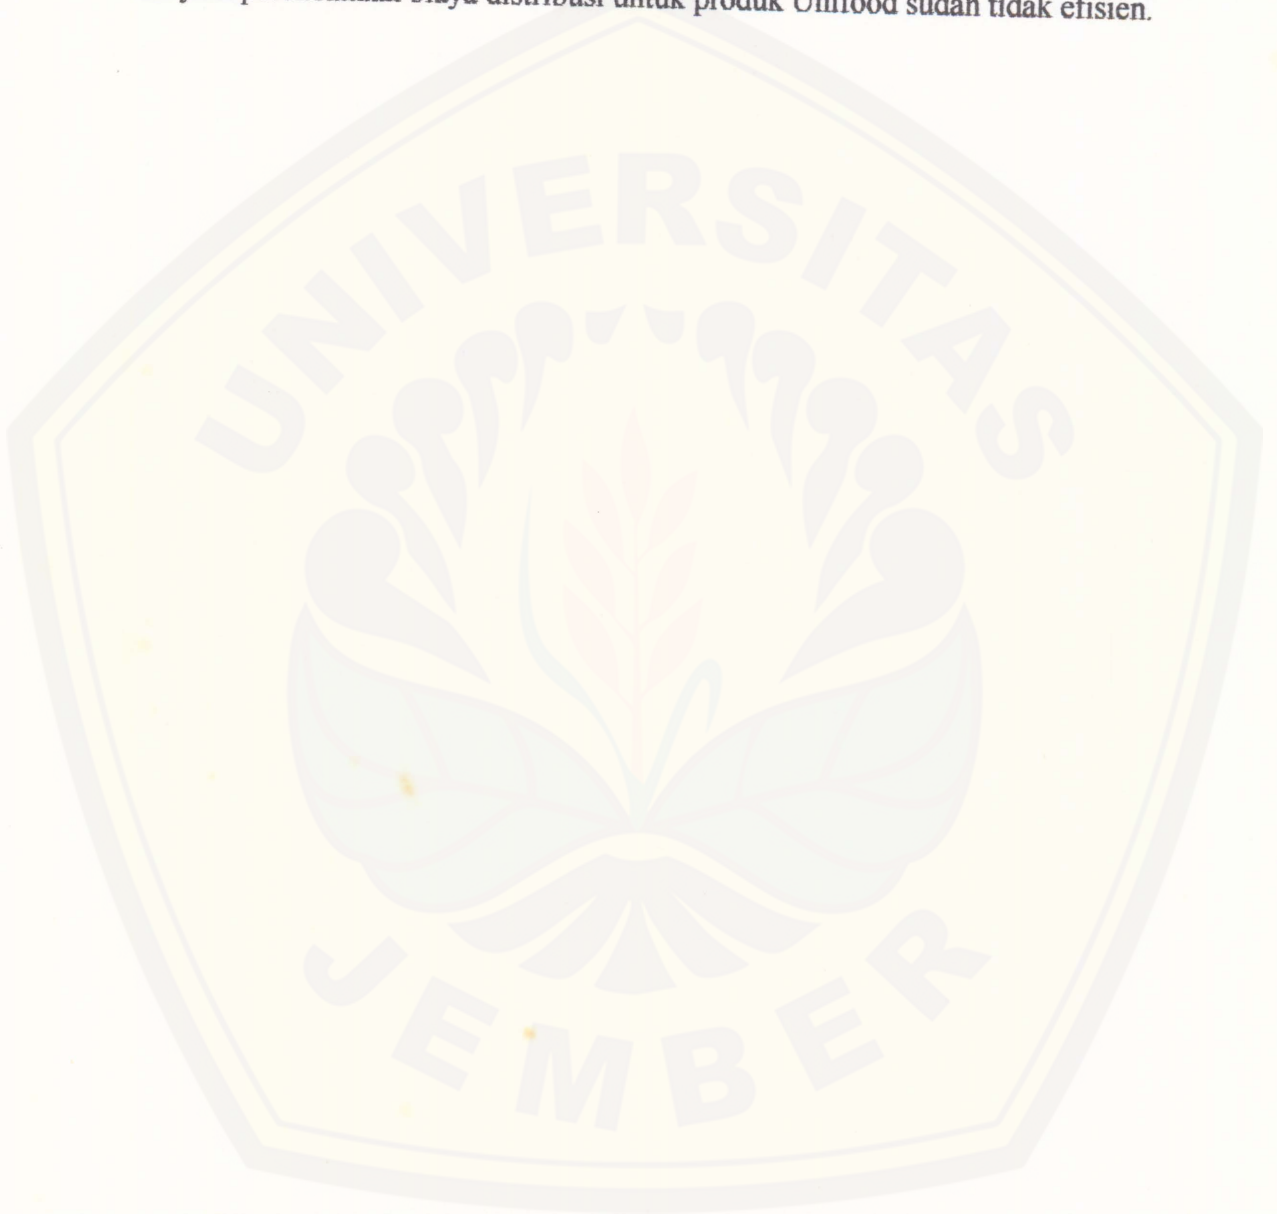 biaya distribusi untuk produk Unifood sudah tidak efisien.
UNIVERSITAS
JEMBER